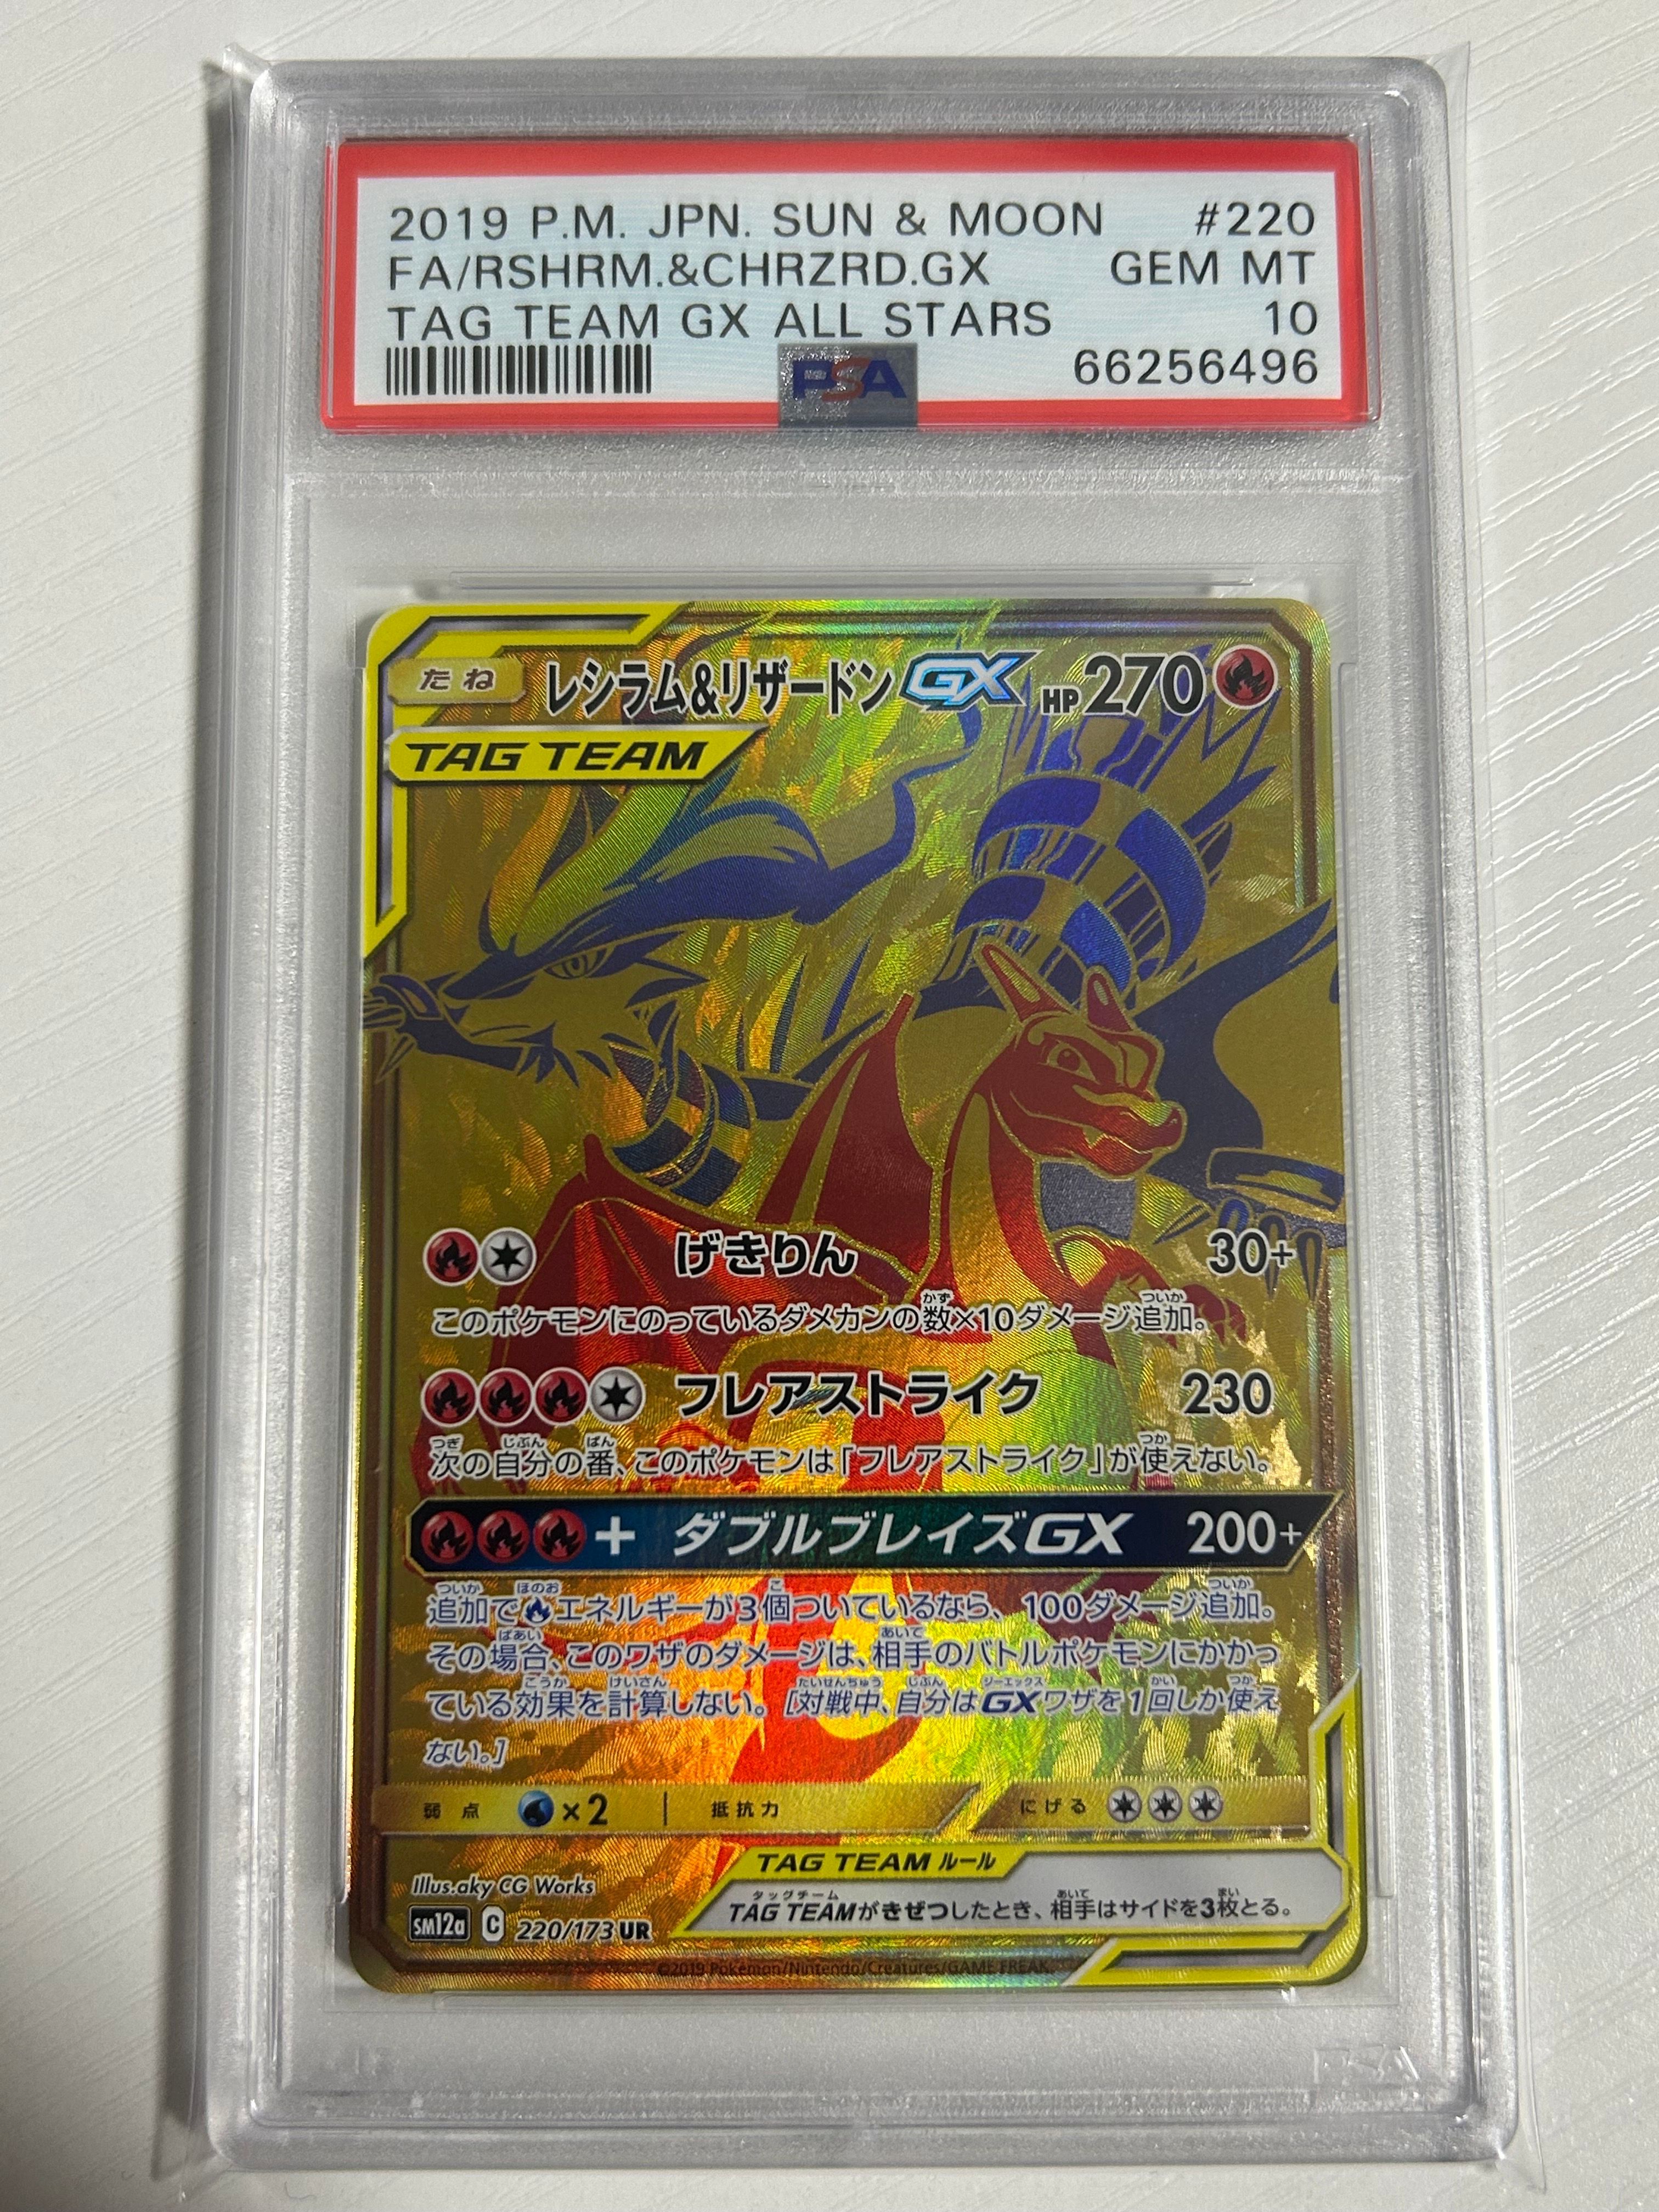 2019 P.M. JPN. SUN & MOON #220
FA/RSHRM.&CHRZRD.GX GEM MT
TAG TEAM GX ALL STARS 10
PSA 66256496
たね レシラム&リザードンGX HP270
TAG TEAM
げきりん 30+
このポケモンにのっているダメカンの数×10ダメージ追加。
フレアストライク 230
次の自分の番、このポケモンは「フレアストライク」が使えない。
+ ダブルブレイズGX 200+
追加でエネルギーが3個ついているなら、100ダメージ追加。
その場合、このワザのダメージは、相手のバトルポケモンにかかっ
ている効果を計算しない。[対戦中、自分はGXワザを1回しか使え
ない。]
弱点 ×2 抵抗力 にげる
TAG TEAM ルール
Illus.aky CG Works
TAG TEAMがきぜつしたとき、相手はサイドを3枚とる。
SM12a C 220/173 UR
©2019 Pokémon/Nintendo/Creatures/GAME FREAK.
PSA